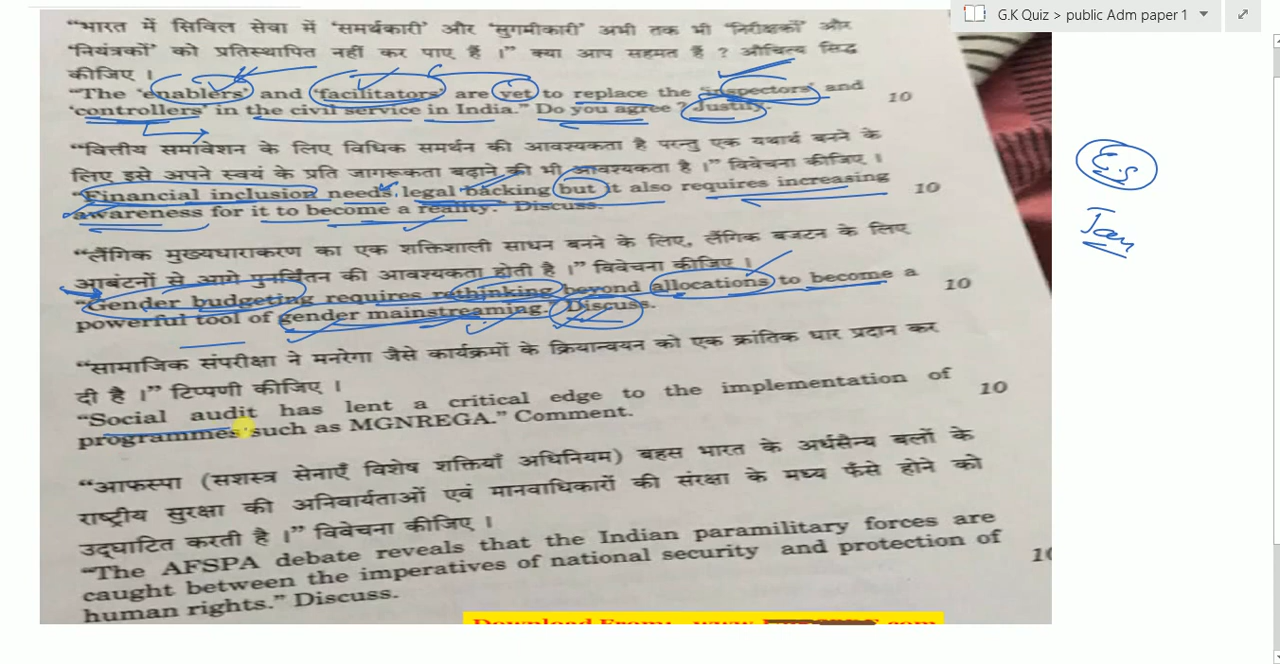 G.K Quiz > public Adm paper 1
“भारत में सिविल सेवा में ‘समर्थकारी’ और ‘सुगमीकारी’ अभी तक भी ‘निरीक्षकों’ और
‘नियंत्रकों’ को प्रतिस्थापित नहीं कर पाए हैं ।” क्या आप सहमत हैं ? औचित्य सिद्ध
कीजिए ।
“The ‘enablers’ and ‘facilitators’ are yet to replace the ‘inspectors’ and
‘controllers’ in the civil service in India.” Do you agree ? Justify. 10
“वित्तीय समावेशन के लिए विधिक समर्थन की आवश्यकता है परन्तु एक यथार्थ बनने के
लिए इसे अपने स्वयं के प्रति जागरूकता बढ़ाने की भी आवश्यकता है ।” विवेचना कीजिए ।
“Financial inclusion needs legal backing but it also requires increasing
awareness for it to become a reality.” Discuss. 10
“लैंगिक मुख्यधाराकरण का एक शक्तिशाली साधन बनने के लिए, लैंगिक बजटन के लिए
आबंटनों से आगे पुनर्चिंतन की आवश्यकता होती है ।” विवेचना कीजिए ।
“Gender budgeting requires rethinking beyond allocations to become a
powerful tool of gender mainstreaming.” Discuss. 10
“सामाजिक संपरीक्षा ने मनरेगा जैसे कार्यक्रमों के क्रियान्वयन को एक क्रांतिक धार प्रदान कर
दी है ।” टिप्पणी कीजिए ।
“Social audit has lent a critical edge to the implementation of
programmes such as MGNREGA.” Comment. 10
“आफस्पा (सशस्त्र सेनाएँ विशेष शक्तियाँ अधिनियम) बहस भारत के अर्धसैन्य बलों के
राष्ट्रीय सुरक्षा की अनिवार्यताओं एवं मानवाधिकारों की संरक्षा के मध्य फँसे होने को
उद्घाटित करती है ।” विवेचना कीजिए ।
“The AFSPA debate reveals that the Indian paramilitary forces are
caught between the imperatives of national security and protection of
human rights.” Discuss.
E.S